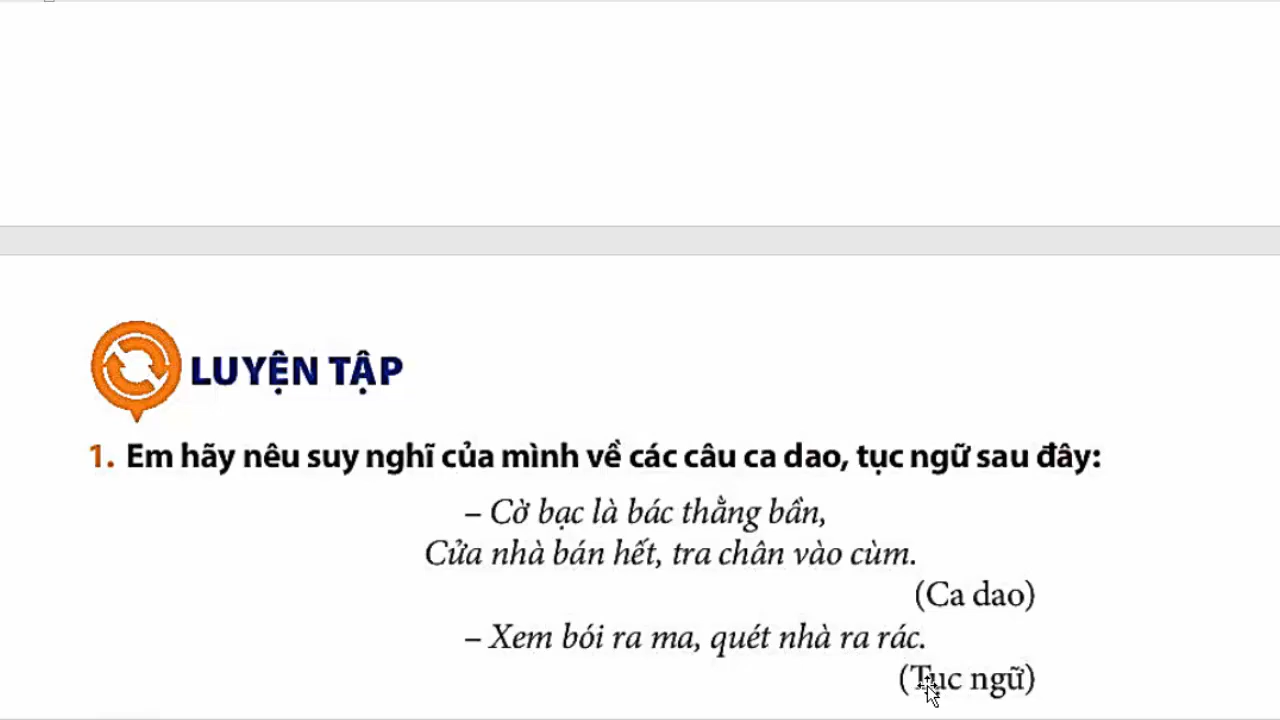 LUYỆN TẬP
1. Em hãy nêu suy nghĩ của mình về các câu ca dao, tục ngữ sau đây:
– Cờ bạc là bác thằng bần,
Cửa nhà bán hết, tra chân vào cùm.
(Ca dao)
– Xem bói ra ma, quét nhà ra rác.
(Tục ngữ)